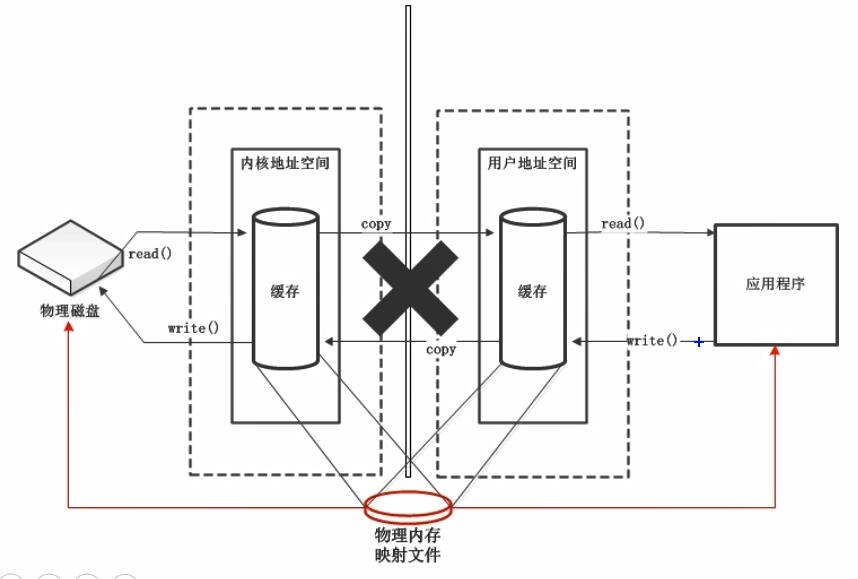 内核地址空间
用户地址空间
copy
read()
read()
缓存
缓存
应用程序
物理磁盘
write()
copy
write()
物理内存
映射文件